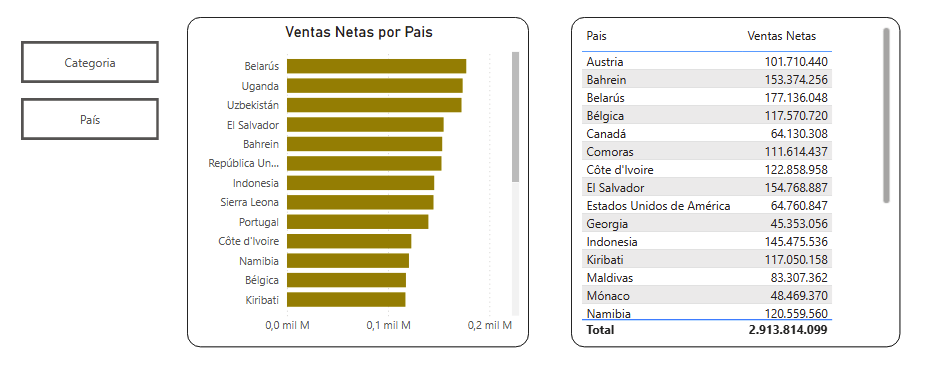 Categoria
País
Ventas Netas por Pais
Belarús
Uganda
Uzbekistán
El Salvador
Bahrein
República Un...
Indonesia
Sierra Leona
Portugal
Côte d'Ivoire
Namibia
Bélgica
Kiribati
0,0 mil M 0,1 mil M 0,2 mil M
Pais Ventas Netas
Austria 101.710.440
Bahrein 153.374.256
Belarús 177.136.048
Bélgica 117.570.720
Canadá 64.130.308
Comoras 111.614.437
Côte d'Ivoire 122.858.958
El Salvador 154.768.887
Estados Unidos de América 64.760.847
Georgia 45.353.056
Indonesia 145.475.536
Kiribati 117.050.158
Maldivas 83.307.362
Mónaco 48.469.370
Namibia 120.559.560
Total 2.913.814.099